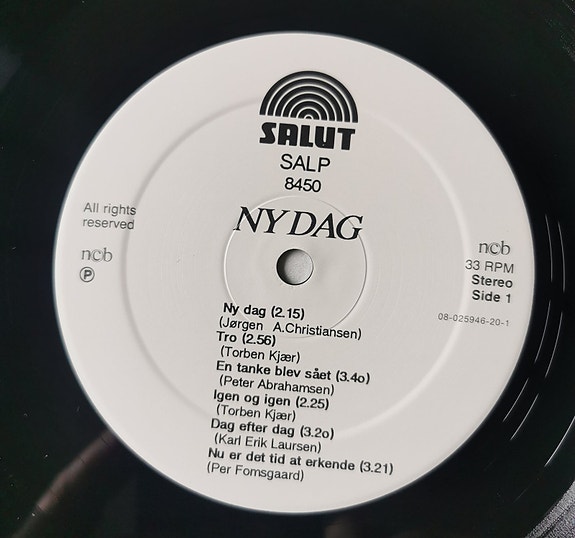 SALUT
SALP
8450
NY DAG
All rights
reserved
ncb
Ⓟ
ncb
33 RPM
Stereo
Side 1
08-025946-20-1
Ny dag (2.15)
(Jørgen A.Christiansen)
Tro (2.56)
(Torben Kjær)
En tanke blev sået (3.4o)
(Peter Abrahamsen)
Igen og igen (2.25)
(Torben Kjær)
Dag efter dag (3.2o)
(Karl Erik Laursen)
Nu er det tid at erkende (3.21)
(Per Fomsgaard)